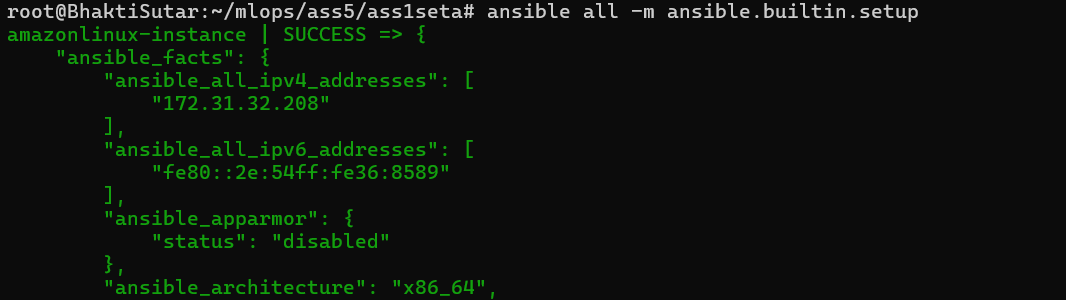 root@BhaktiSutar:~/mlops/ass5/ass1seta# ansible all -m ansible.builtin.setup
amazonlinux-instance | SUCCESS => {
    "ansible_facts": {
        "ansible_all_ipv4_addresses": [
            "172.31.32.208"
        ],
        "ansible_all_ipv6_addresses": [
            "fe80::2e:54ff:fe36:8589"
        ],
        "ansible_apparmor": {
            "status": "disabled"
        },
        "ansible_architecture": "x86_64",